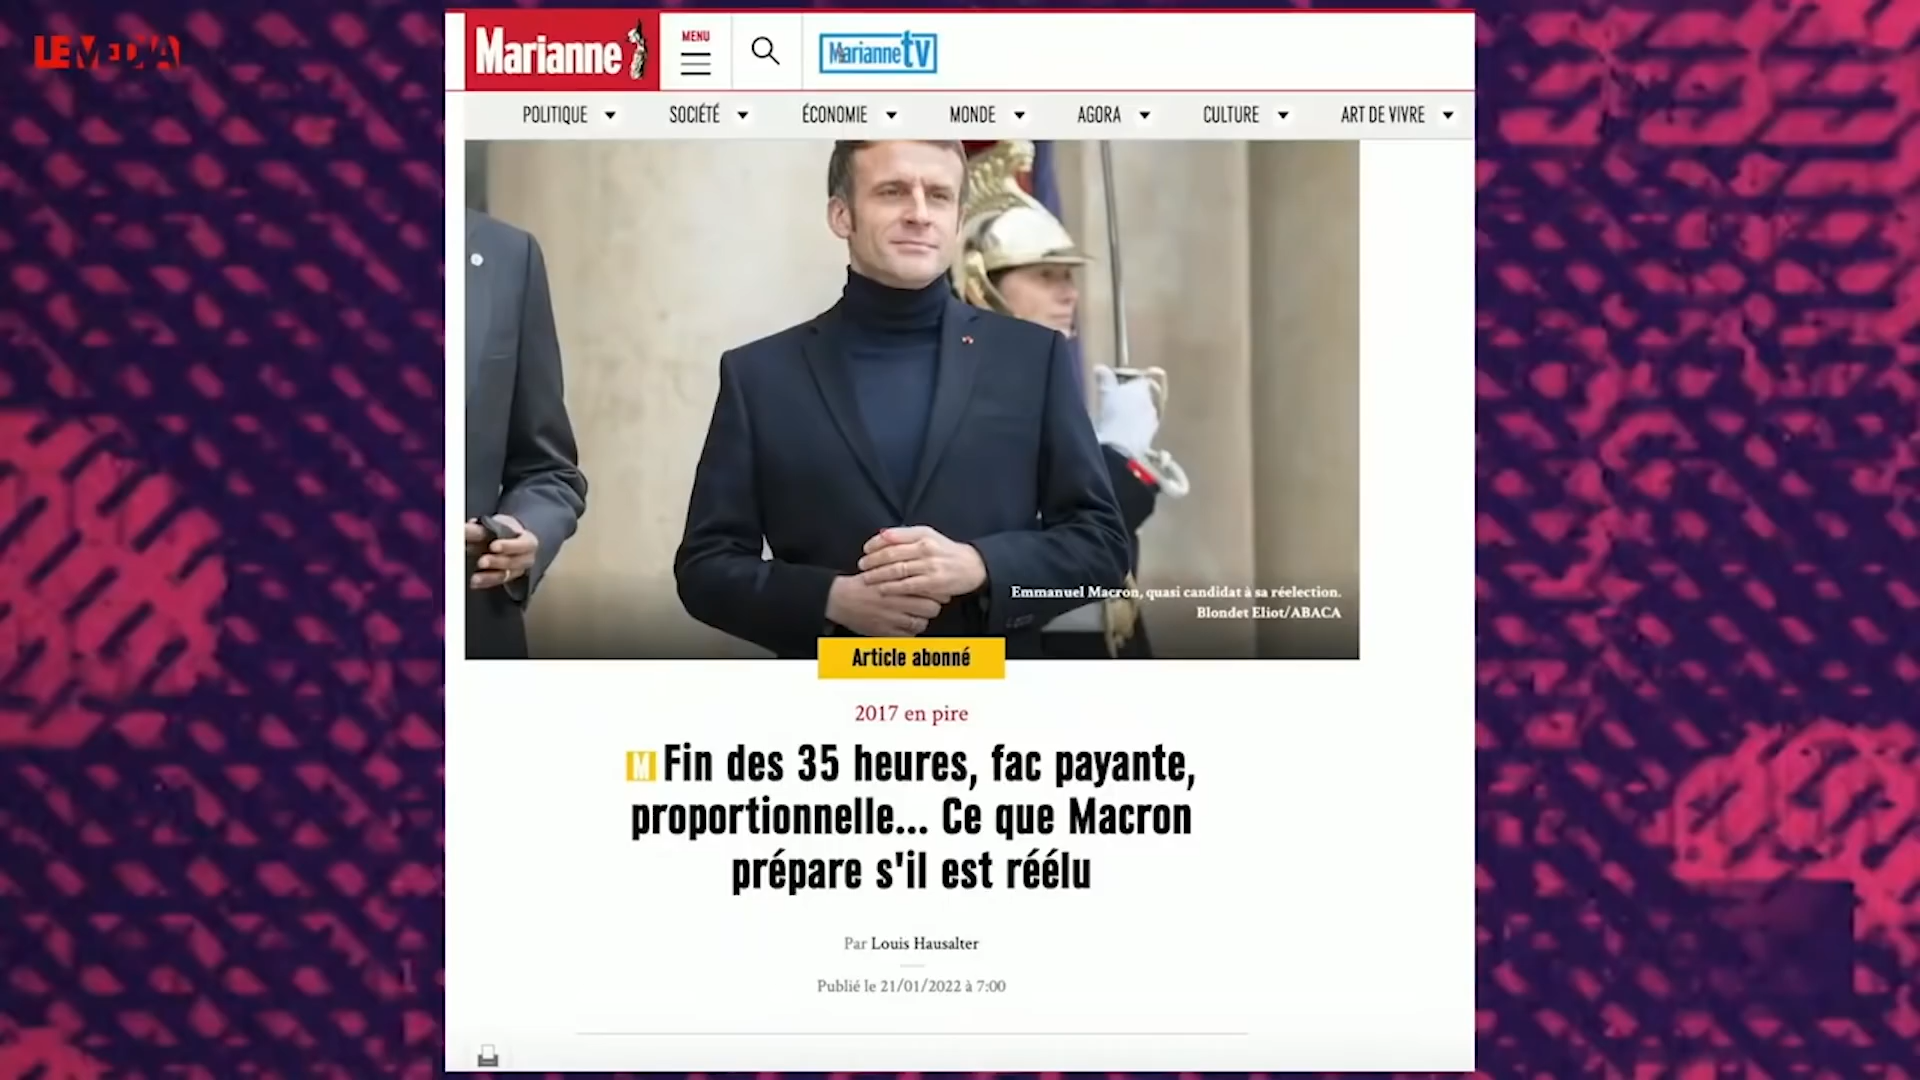 LEMEDIA
Marianne
MENU
MarianneTV
POLITIQUE
SOCIÉTÉ
ÉCONOMIE
MONDE
AGORA
CULTURE
ART DE VIVRE
Emmanuel Macron, quasi candidat à sa réelection.
Blondet Eliot/ABACA
Article abonné
2017 en pire
M Fin des 35 heures, fac payante,
proportionnelle... Ce que Macron
prépare s'il est réélu
Par Louis Hausalter
Publié le 21/01/2022 à 7:00